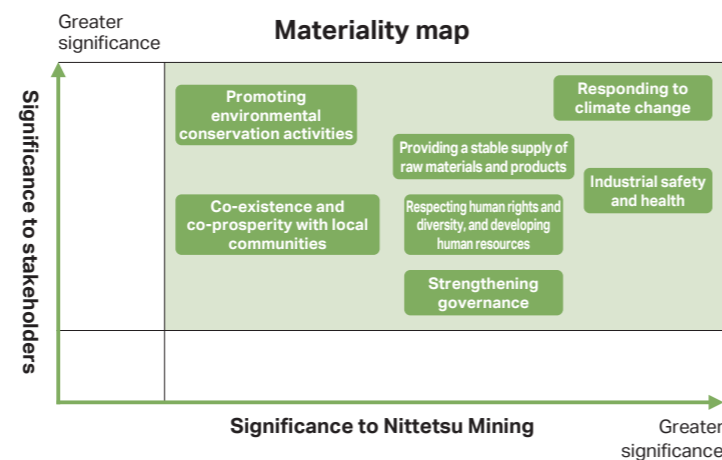 Greater
significance
Materiality map
Significance to stakeholders
Promoting
environmental
conservation activities
Responding to
climate change
Providing a stable supply of
raw materials and products
Industrial safety
and health
Co-existence and
co-prosperity with local
communities
Respecting human rights and
diversity, and developing
human resources
Strengthening
governance
Significance to Nittetsu Mining
Greater
significance